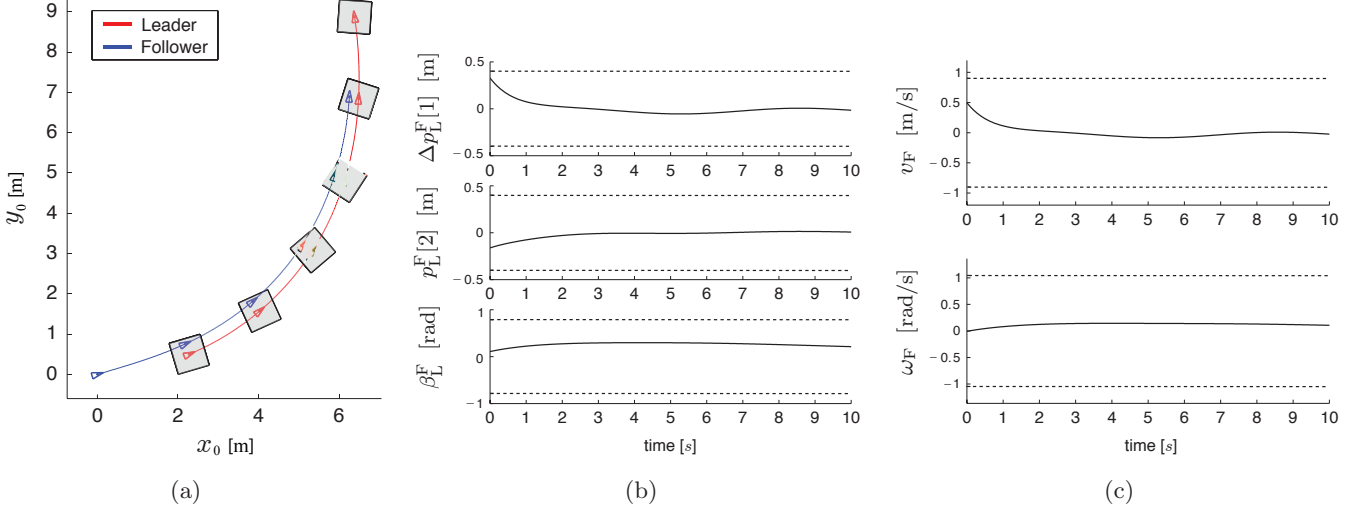 Leader
Follower
9
8
7
6
5
4
3
2
1
0
0 2 4 6
y₀ [m]
x₀ [m]
(a)
Δp_L^F[1] [m]
0.5
0
−0.5
0 1 2 3 4 5 6 7 8 9 10
p_L^F[2] [m]
0.5
0
−0.5
0 1 2 3 4 5 6 7 8 9 10
β_L^F [rad]
1
0
−1
0 1 2 3 4 5 6 7 8 9 10
time [s]
(b)
v_F [m/s]
1
0.5
0
−0.5
−1
0 1 2 3 4 5 6 7 8 9 10
ω_F [rad/s]
1
0.5
0
−0.5
−1
0 1 2 3 4 5 6 7 8 9 10
time [s]
(c)